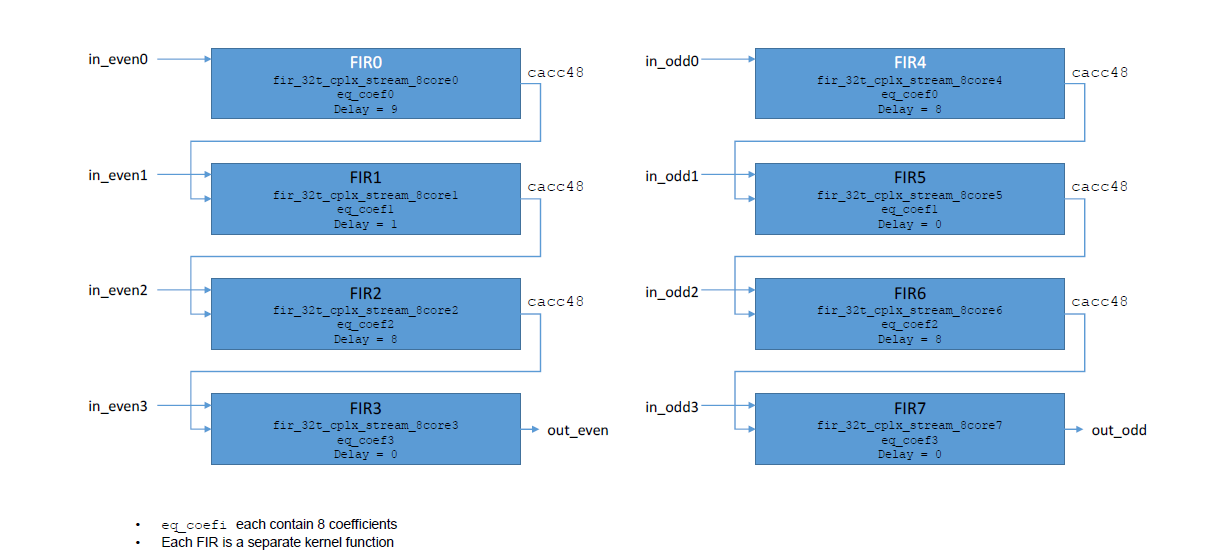 in_even0
FIR0
fir_32t_cplx_stream_8core0
eq_coef0
Delay = 9
cacc48
in_even1
FIR1
fir_32t_cplx_stream_8core1
eq_coef1
Delay = 1
cacc48
in_even2
FIR2
fir_32t_cplx_stream_8core2
eq_coef2
Delay = 8
cacc48
in_even3
FIR3
fir_32t_cplx_stream_8core3
eq_coef3
Delay = 0
out_even
in_odd0
FIR4
fir_32t_cplx_stream_8core4
eq_coef0
Delay = 8
cacc48
in_odd1
FIR5
fir_32t_cplx_stream_8core5
eq_coef1
Delay = 0
cacc48
in_odd2
FIR6
fir_32t_cplx_stream_8core6
eq_coef2
Delay = 8
cacc48
in_odd3
FIR7
fir_32t_cplx_stream_8core7
eq_coef3
Delay = 0
out_odd
• eq_coefi each contain 8 coefficients
• Each FIR is a separate kernel function